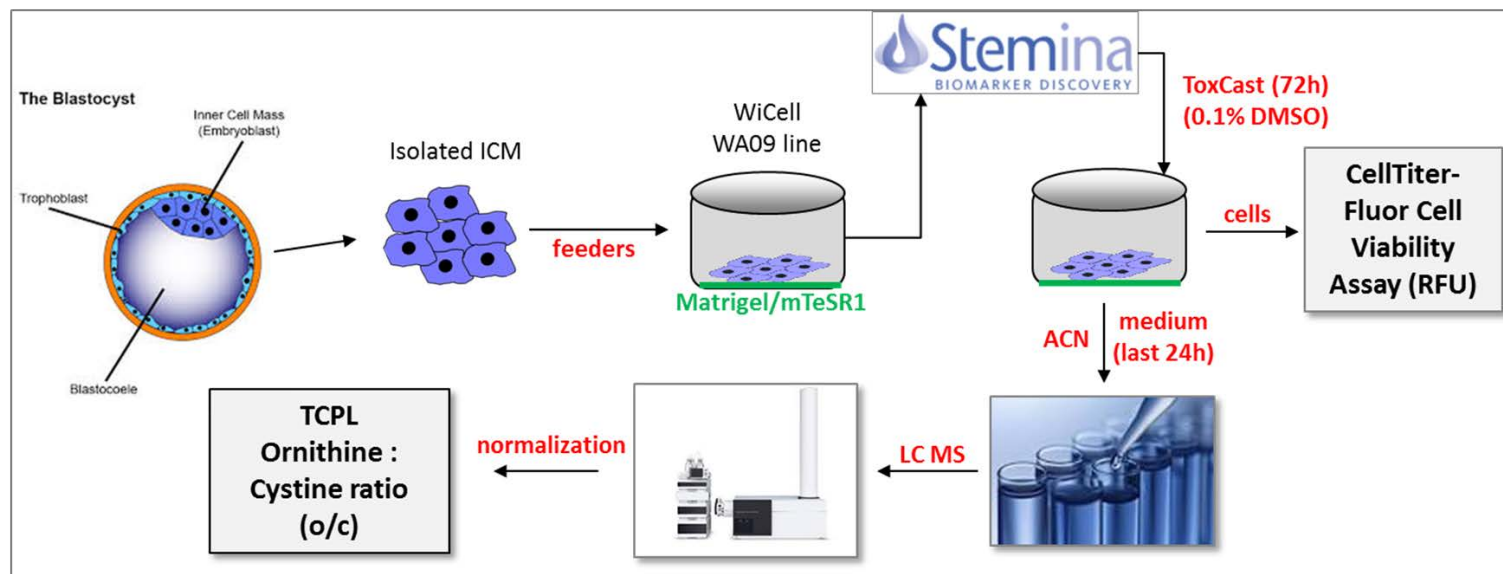 The Blastocyst
Inner Cell Mass
(Embryoblast)
Trophoblast
Blastocoele
Isolated ICM
feeders
WiCell
WA09 line
Matrigel/mTeSR1
Stemina
BIOMARKER DISCOVERY
ToxCast (72h)
(0.1% DMSO)
cells
CellTiter-
Fluor Cell
Viability
Assay (RFU)
ACN
medium
(last 24h)
LC MS
normalization
TCPL
Ornithine :
Cystine ratio
(o/c)